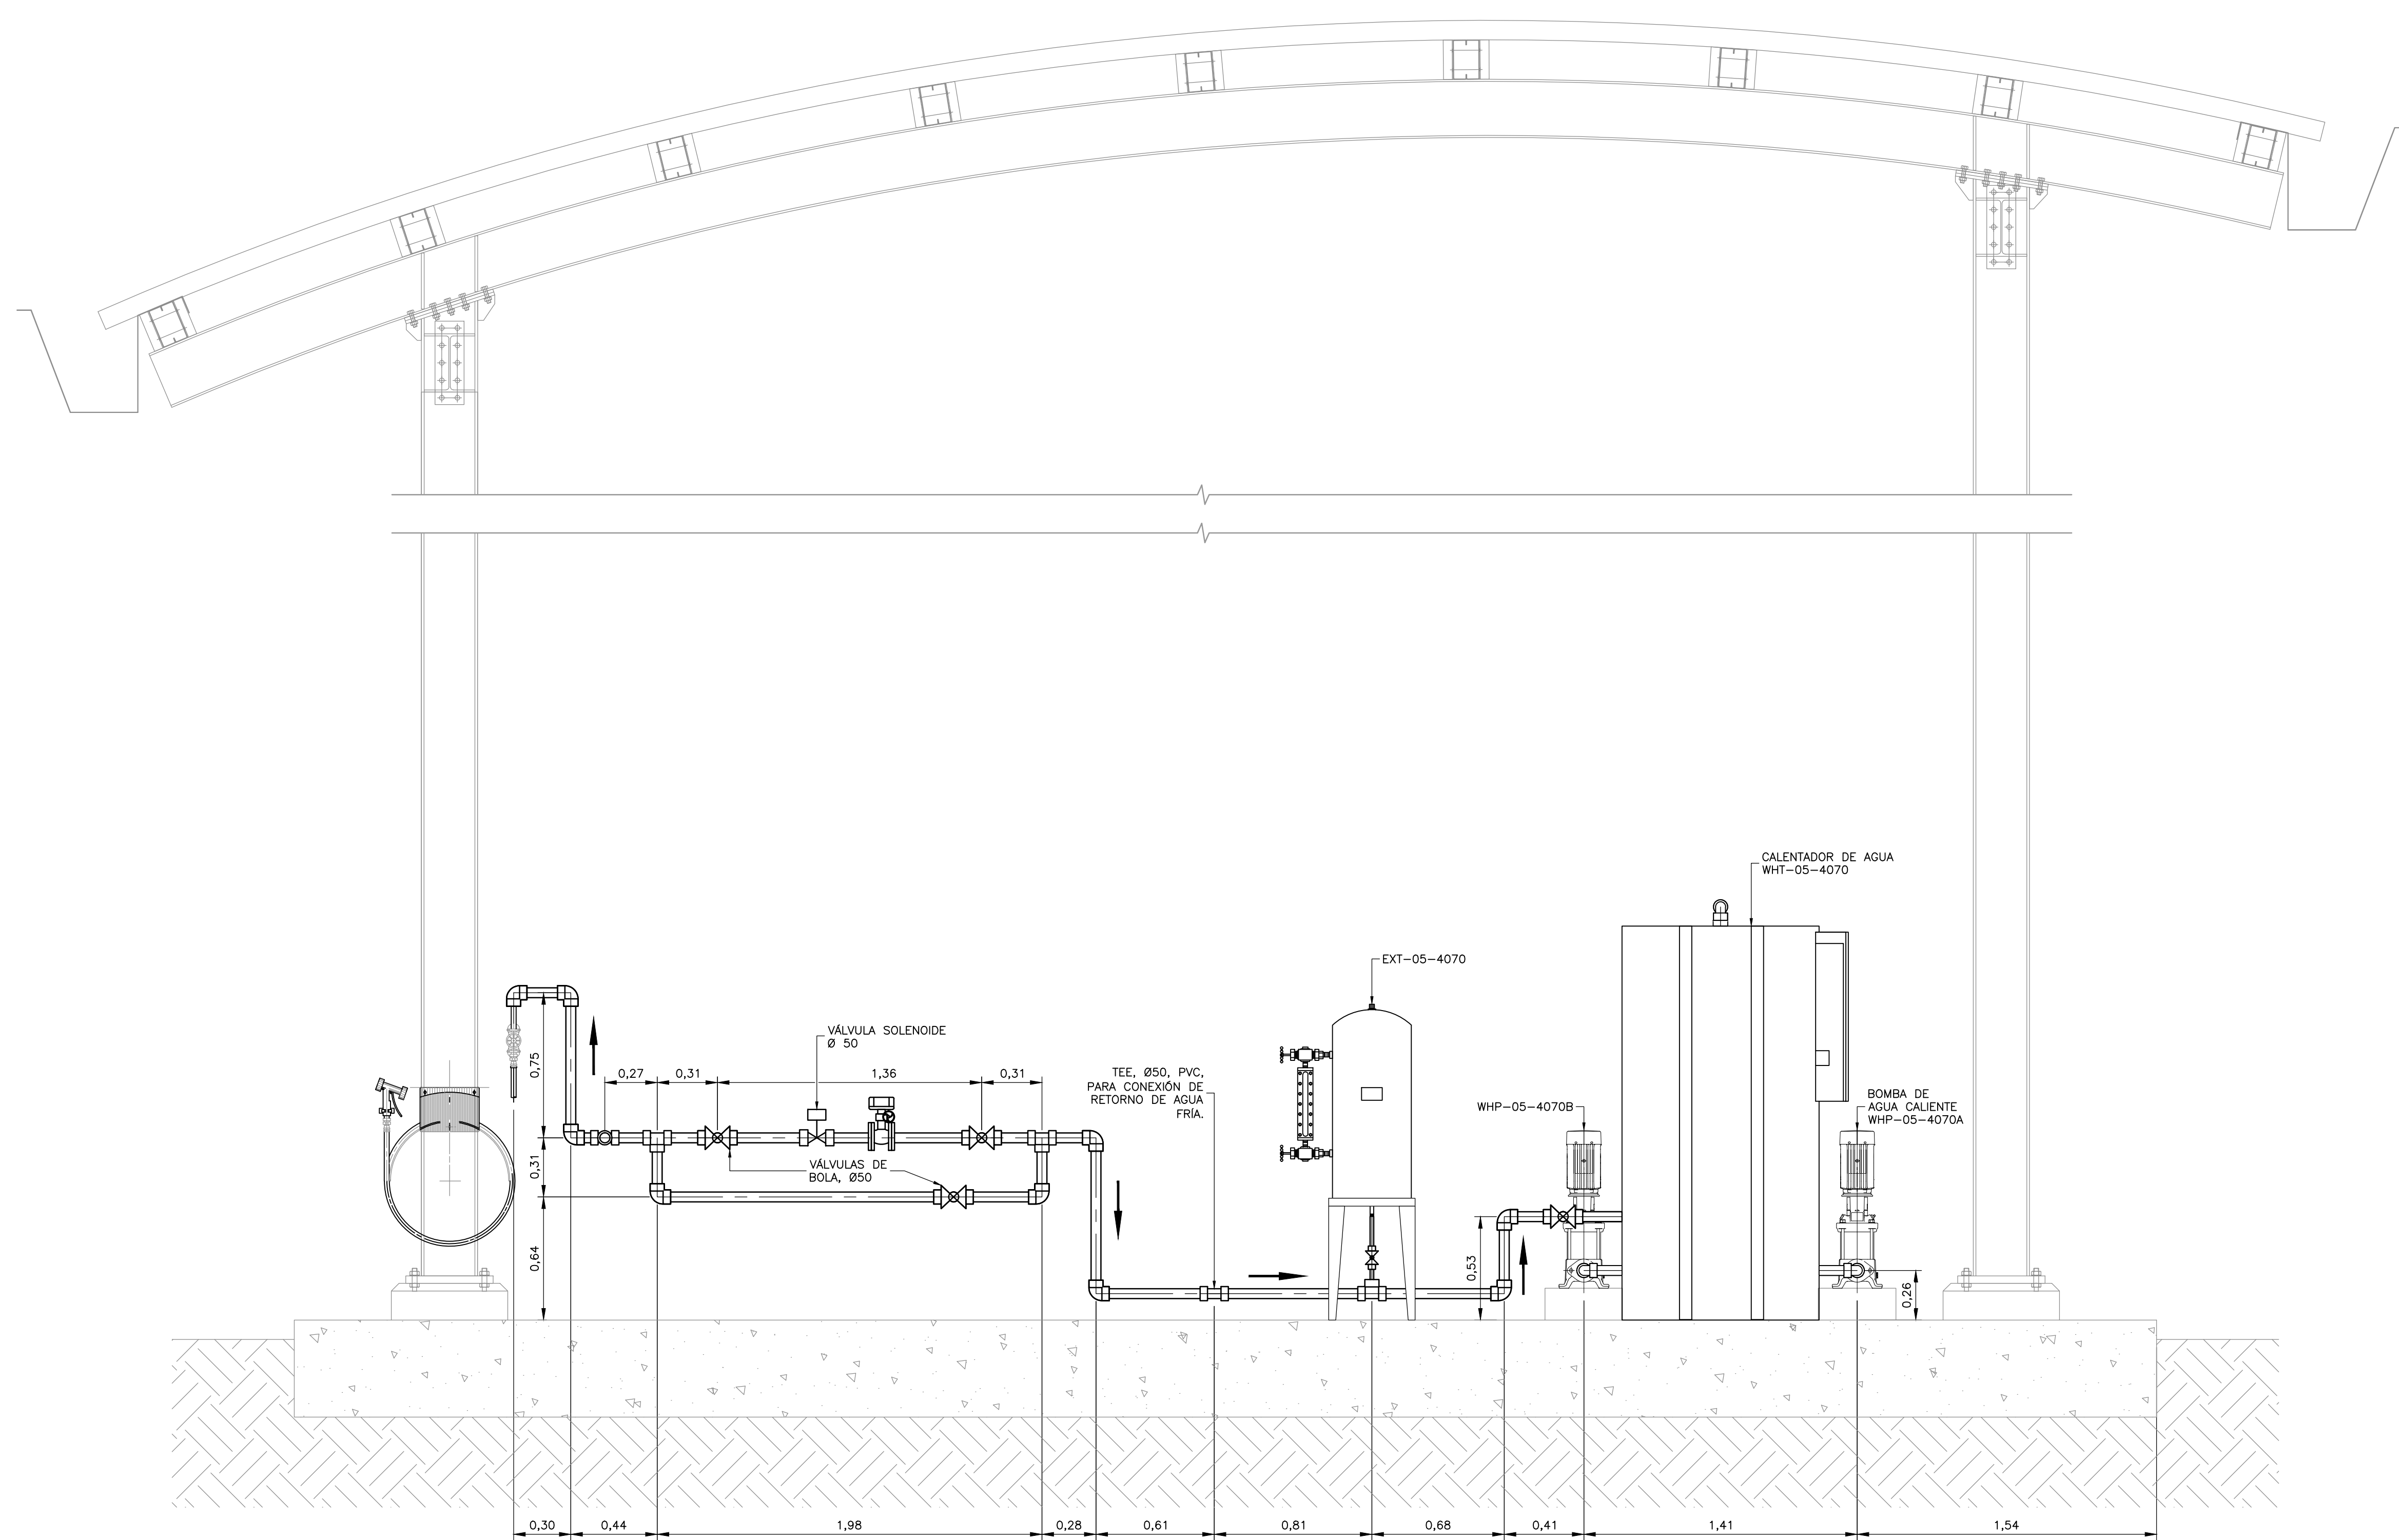 CALENTADOR DE AGUA
WHT-05-4070
EXT-05-4070
VÁLVULA SOLENOIDE
Ø 50
TEE, Ø50, PVC,
PARA CONEXIÓN DE
RETORNO DE AGUA
FRÍA.
WHP-05-4070B
BOMBA DE
AGUA CALIENTE
WHP-05-4070A
0,75
0,27
0,31
1,36
0,31
VÁLVULAS DE
BOLA, Ø50
0,31
0,64
0,53
0,26
0,30
0,44
1,98
0,28
0,61
0,81
0,68
0,41
1,41
1,54